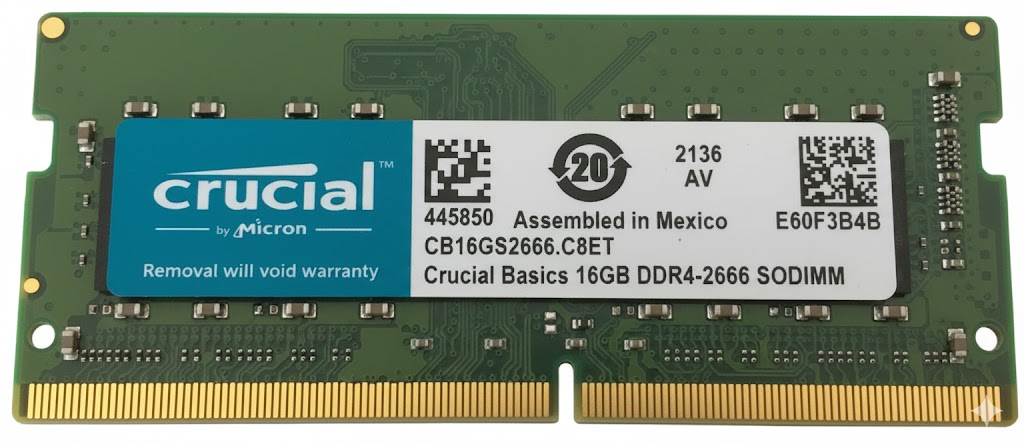 crucial™
by Micron
Removal will void warranty
20
2136
AV
445850
Assembled in Mexico
E60F3B4B
CB16GS2666.C8ET
Crucial Basics 16GB DDR4-2666 SODIMM